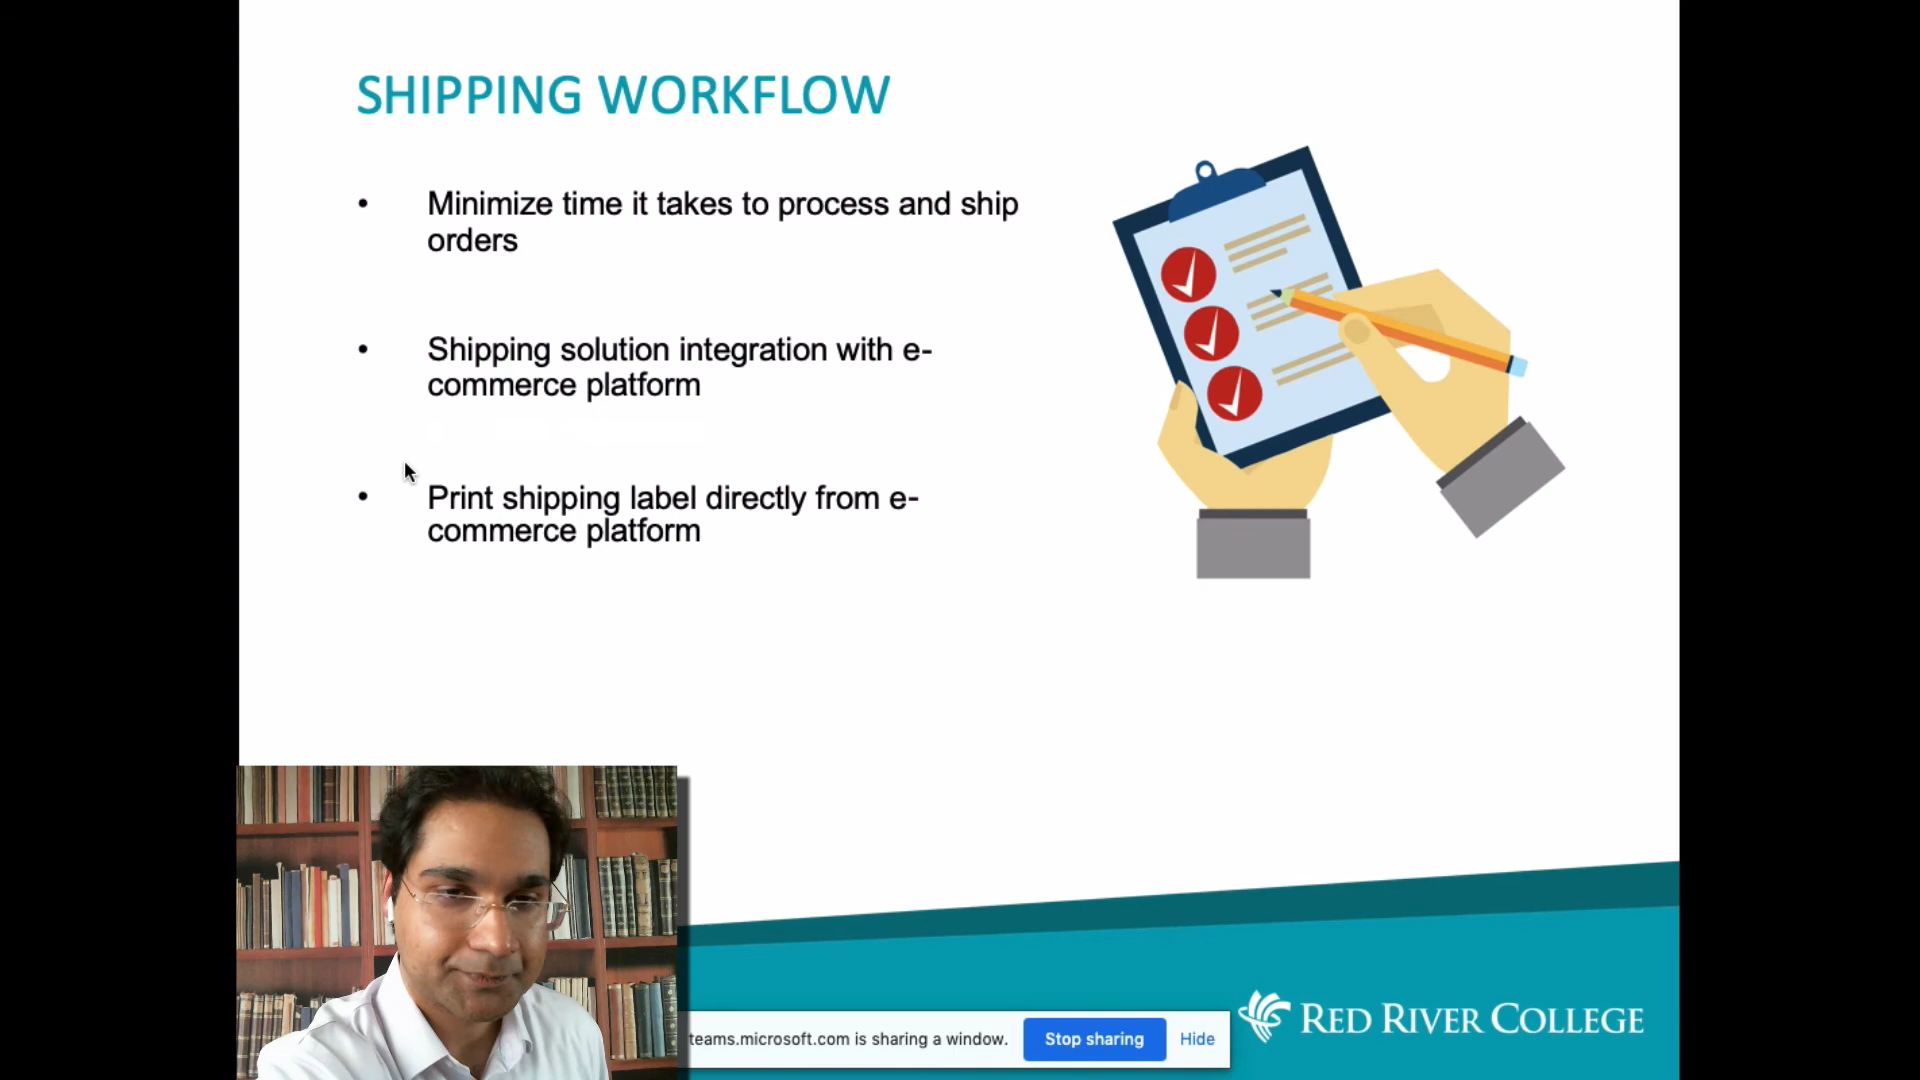 SHIPPING WORKFLOW
• Minimize time it takes to process and ship
orders
• Shipping solution integration with e-
commerce platform
• Print shipping label directly from e-
commerce platform
teams.microsoft.com is sharing a window. Stop sharing Hide
RED RIVER COLLEGE